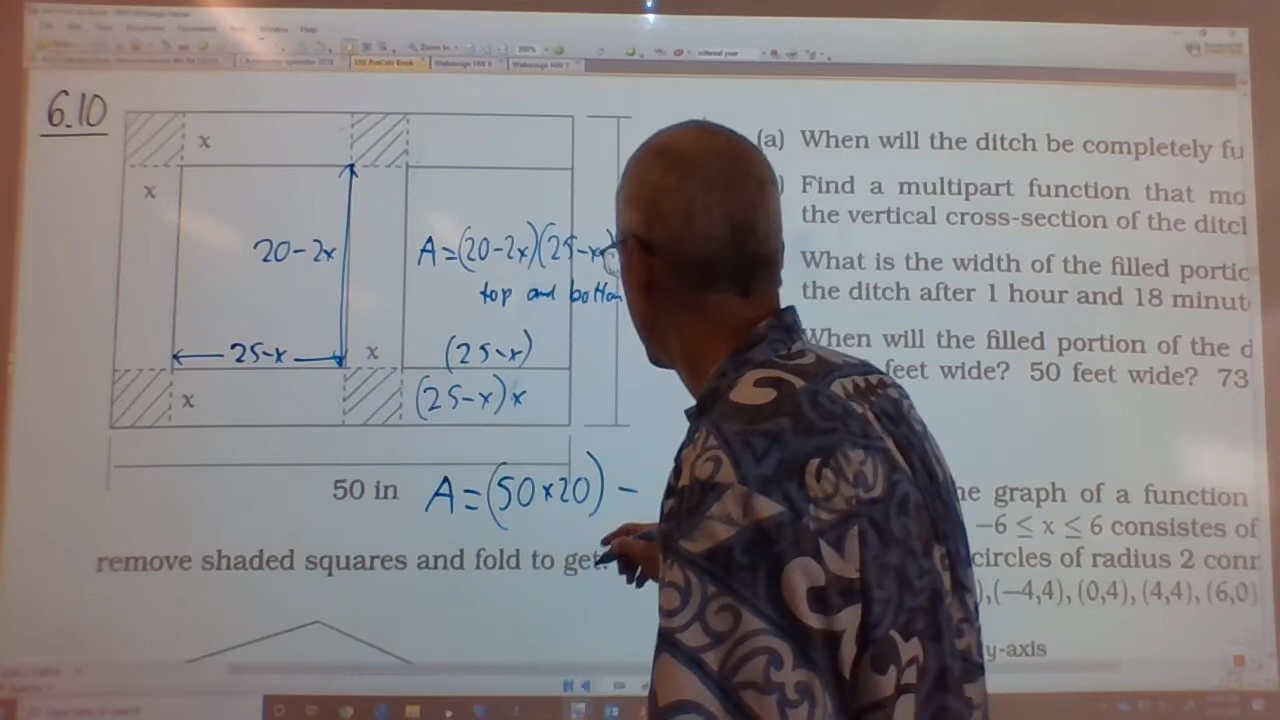 6.10
x
x
20-2x
A=(20-2x)(25-x)
top and bottom
25-x
x
(25-x)
x
(25-x)x
50 in
A=(50×20) -
remove shaded squares and fold to get:
(a) When will the ditch be completely fu
) Find a multipart function that mo
the vertical cross-section of the ditch
What is the width of the filled portio
the ditch after 1 hour and 18 minut
When will the filled portion of the d
feet wide? 50 feet wide? 73
he graph of a function
-6 ≤ x ≤ 6 consistes of
circles of radius 2 conn
),(-4,4), (0,4), (4,4), (6,0)
y-axis